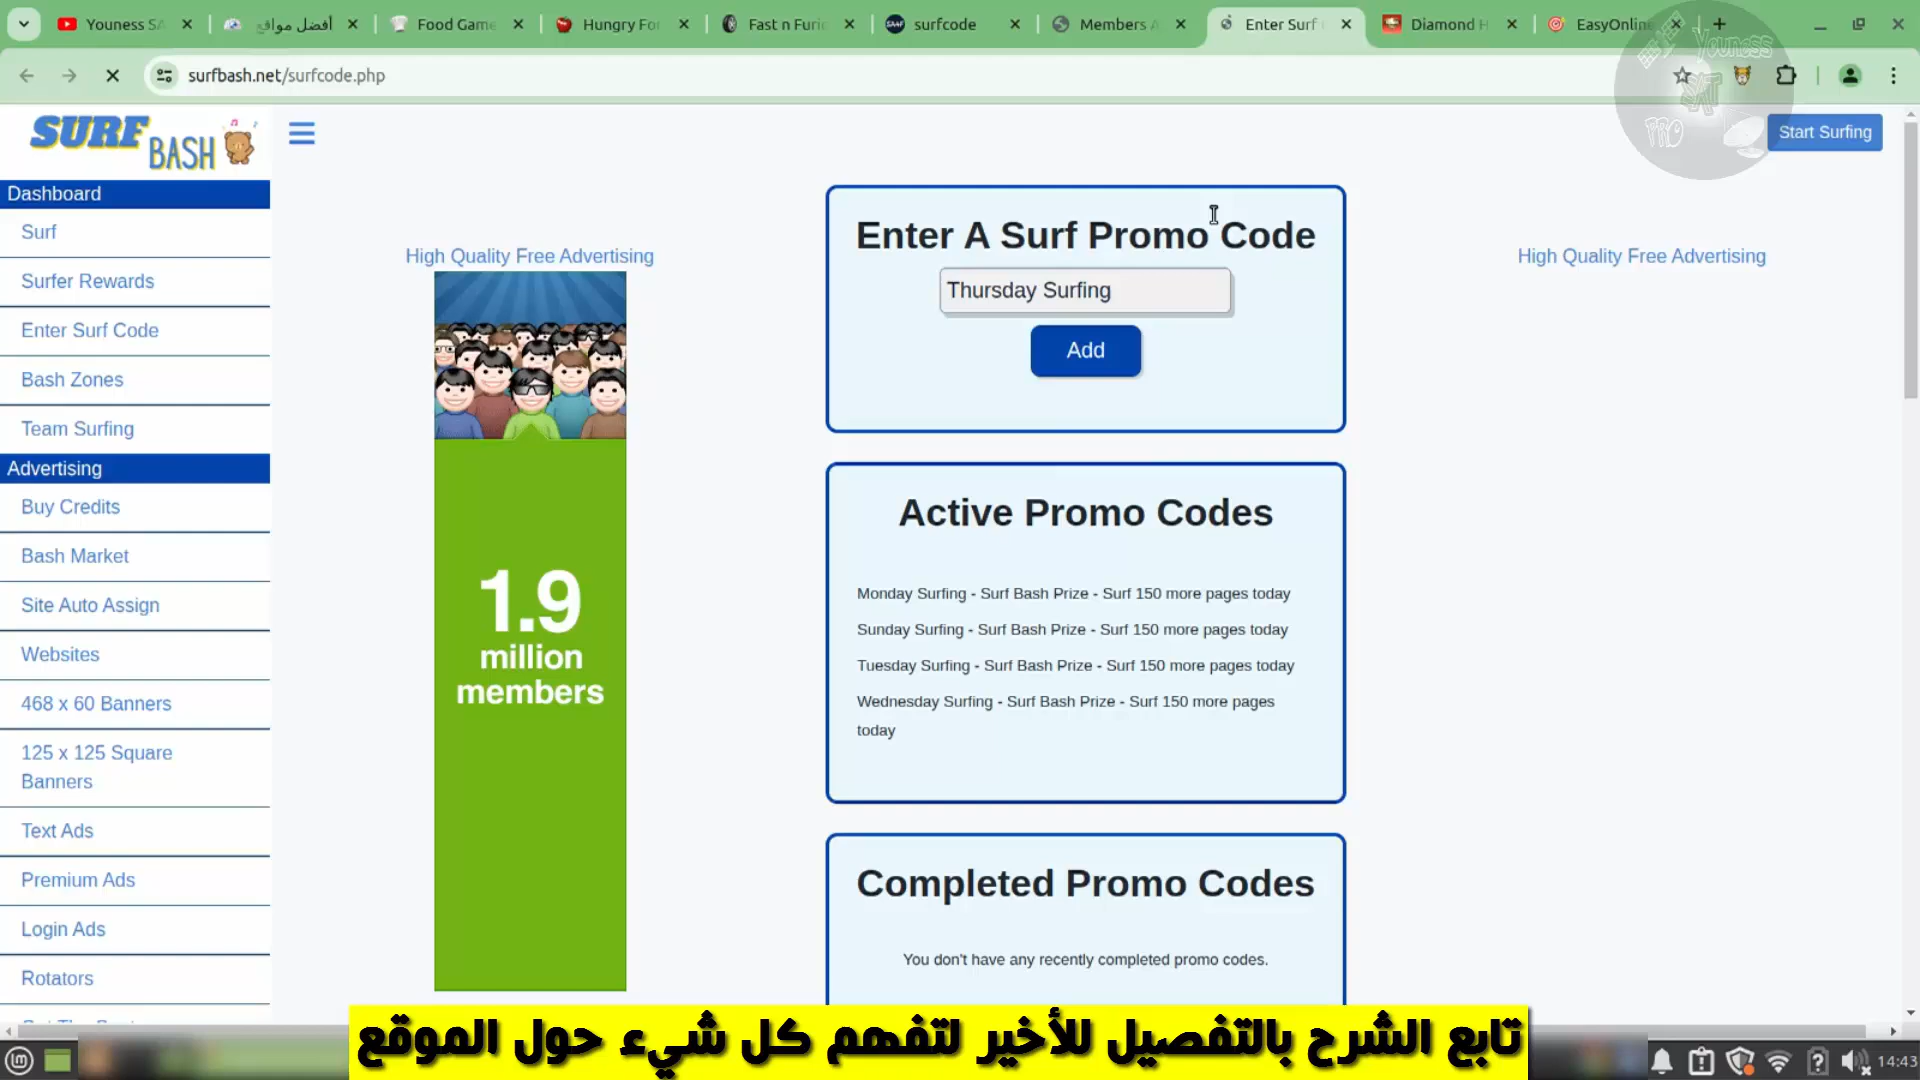 Youness SA
أفضل مواقع
Food Game
Hungry For
Fast n Furio
surfcode
Members A
Enter Surf
Diamond H
EasyOnline
surfbash.net/surfcode.php
Youness
SAT
PRO
SURF
BASH
Start Surfing
Dashboard
Surf
Surfer Rewards
Enter Surf Code
Bash Zones
Team Surfing
Advertising
Buy Credits
Bash Market
Site Auto Assign
Websites
468 x 60 Banners
125 x 125 Square
Banners
Text Ads
Premium Ads
Login Ads
Rotators
High Quality Free Advertising
1.9
million
members
Enter A Surf Promo Code
Thursday Surfing
Add
Active Promo Codes
Monday Surfing - Surf Bash Prize - Surf 150 more pages today
Sunday Surfing - Surf Bash Prize - Surf 150 more pages today
Tuesday Surfing - Surf Bash Prize - Surf 150 more pages today
Wednesday Surfing - Surf Bash Prize - Surf 150 more pages
today
Completed Promo Codes
You don't have any recently completed promo codes.
High Quality Free Advertising
تابع الشرح بالتفصيل للأخير لتفهم كل شيء حول الموقع
14:43